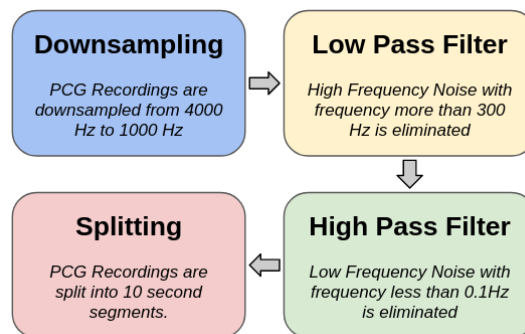 Downsampling
PCG Recordings are
downsampled from 4000
Hz to 1000 Hz
Low Pass Filter
High Frequency Noise with
frequency more than 300
Hz is eliminated
High Pass Filter
Low Frequency Noise with
frequency less than 0.1Hz
is eliminated
Splitting
PCG Recordings are
split into 10 second
segments.